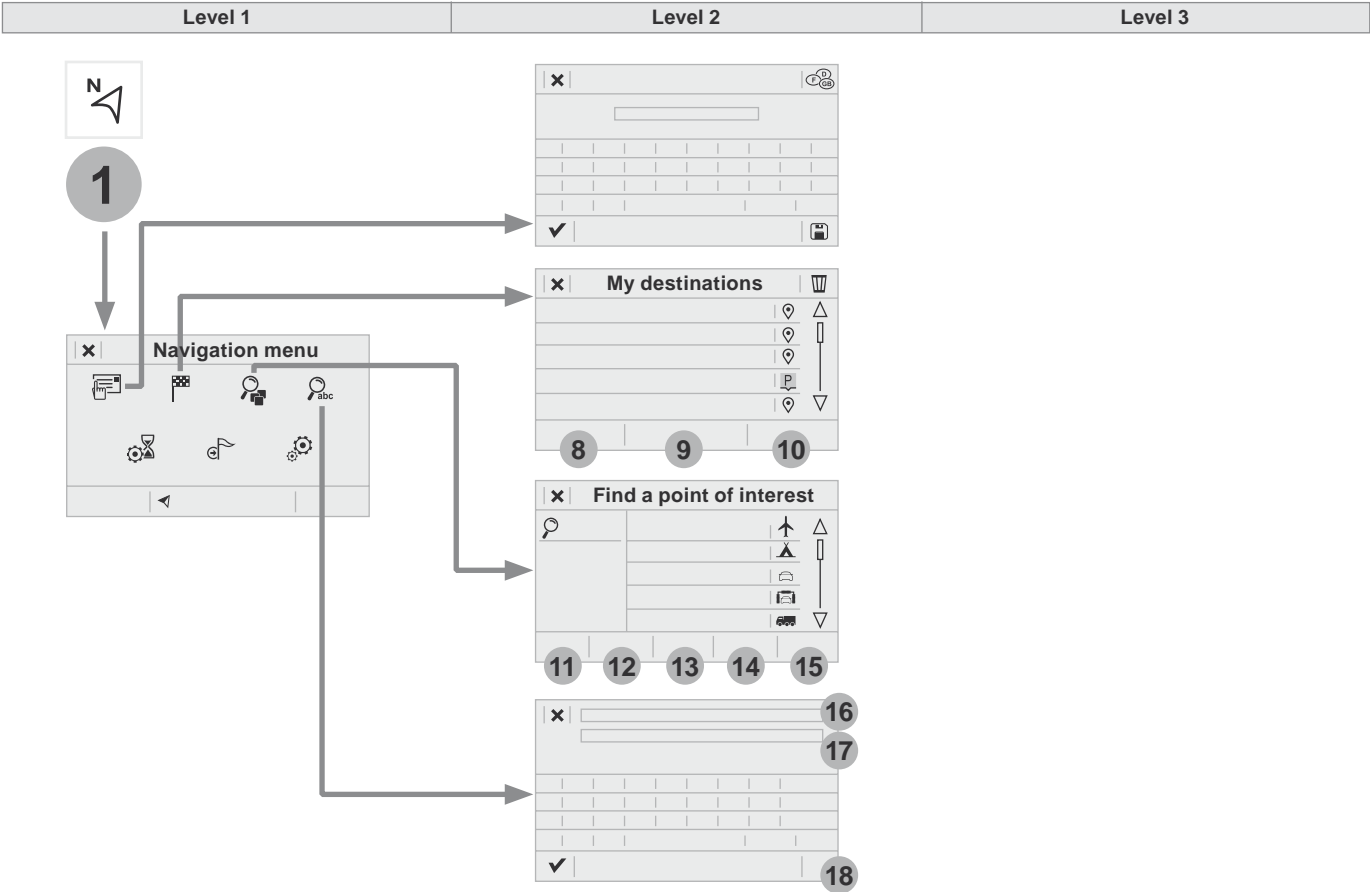 Level 1
Level 2
Level 3
N
1
F D GB
My destinations
Navigation menu
P
abc
8
9
10
Find a point of interest
11
12
13
14
15
16
17
18